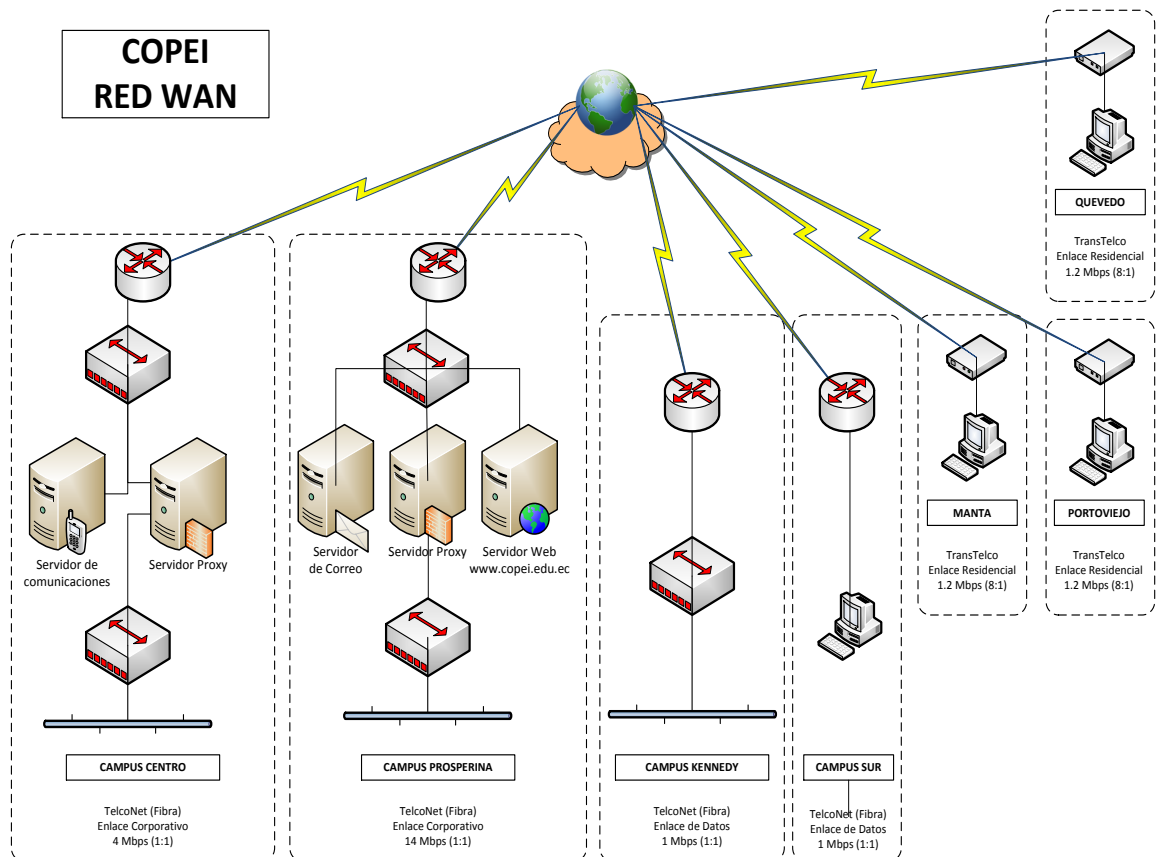 COPEI
RED WAN
QUEVEDO
TransTelco
Enlace Residencial
1.2 Mbps (8:1)
Servidor de
comunicaciones
Servidor Proxy
Servidor
de Correo
Servidor Proxy
Servidor Web
www.copei.edu.ec
MANTA
TransTelco
Enlace Residencial
1.2 Mbps (8:1)
PORTOVIEJO
TransTelco
Enlace Residencial
1.2 Mbps (8:1)
CAMPUS CENTRO
TelcoNet (Fibra)
Enlace Corporativo
4 Mbps (1:1)
CAMPUS PROSPERINA
TelcoNet (Fibra)
Enlace Corporativo
14 Mbps (1:1)
CAMPUS KENNEDY
TelcoNet (Fibra)
Enlace de Datos
1 Mbps (1:1)
CAMPUS SUR
TelcoNet (Fibra)
Enlace de Datos
1 Mbps (1:1)